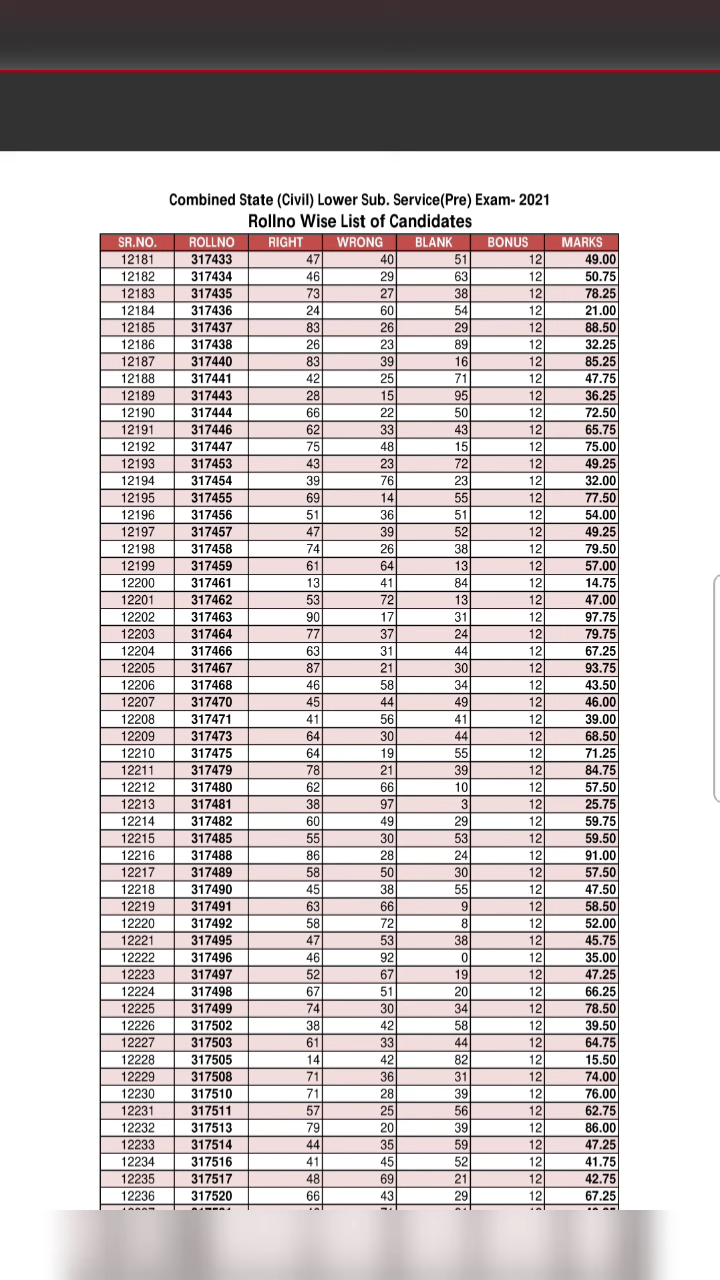 Combined State (Civil) Lower Sub. Service(Pre) Exam- 2021
Rollno Wise List of Candidates
SR.NO. ROLLNO RIGHT WRONG BLANK BONUS MARKS
12181 317433 47 40 51 12 49.00
12182 317434 46 29 63 12 50.75
12183 317435 73 27 38 12 78.25
12184 317436 24 60 54 12 21.00
12185 317437 83 26 29 12 88.50
12186 317438 26 23 89 12 32.25
12187 317440 83 39 16 12 85.25
12188 317441 42 25 71 12 47.75
12189 317443 28 15 95 12 36.25
12190 317444 66 22 50 12 72.50
12191 317446 62 33 43 12 65.75
12192 317447 75 48 15 12 75.00
12193 317453 43 23 72 12 49.25
12194 317454 39 76 23 12 32.00
12195 317455 69 14 55 12 77.50
12196 317456 51 36 51 12 54.00
12197 317457 47 39 52 12 49.25
12198 317458 74 26 38 12 79.50
12199 317459 61 64 13 12 57.00
12200 317461 13 41 84 12 14.75
12201 317462 53 72 13 12 47.00
12202 317463 90 17 31 12 97.75
12203 317464 77 37 24 12 79.75
12204 317466 63 31 44 12 67.25
12205 317467 87 21 30 12 93.75
12206 317468 46 58 34 12 43.50
12207 317470 45 44 49 12 46.00
12208 317471 41 56 41 12 39.00
12209 317473 64 30 44 12 68.50
12210 317475 64 19 55 12 71.25
12211 317479 78 21 39 12 84.75
12212 317480 62 66 10 12 57.50
12213 317481 38 97 3 12 25.75
12214 317482 60 49 29 12 59.75
12215 317485 55 30 53 12 59.50
12216 317488 86 28 24 12 91.00
12217 317489 58 50 30 12 57.50
12218 317490 45 38 55 12 47.50
12219 317491 63 66 9 12 58.50
12220 317492 58 72 8 12 52.00
12221 317495 47 53 38 12 45.75
12222 317496 46 92 0 12 35.00
12223 317497 52 67 19 12 47.25
12224 317498 67 51 20 12 66.25
12225 317499 74 30 34 12 78.50
12226 317502 38 42 58 12 39.50
12227 317503 61 33 44 12 64.75
12228 317505 14 42 82 12 15.50
12229 317508 71 36 31 12 74.00
12230 317510 71 28 39 12 76.00
12231 317511 57 25 56 12 62.75
12232 317513 79 20 39 12 86.00
12233 317514 44 35 59 12 47.25
12234 317516 41 45 52 12 41.75
12235 317517 48 69 21 12 42.75
12236 317520 66 43 29 12 67.25